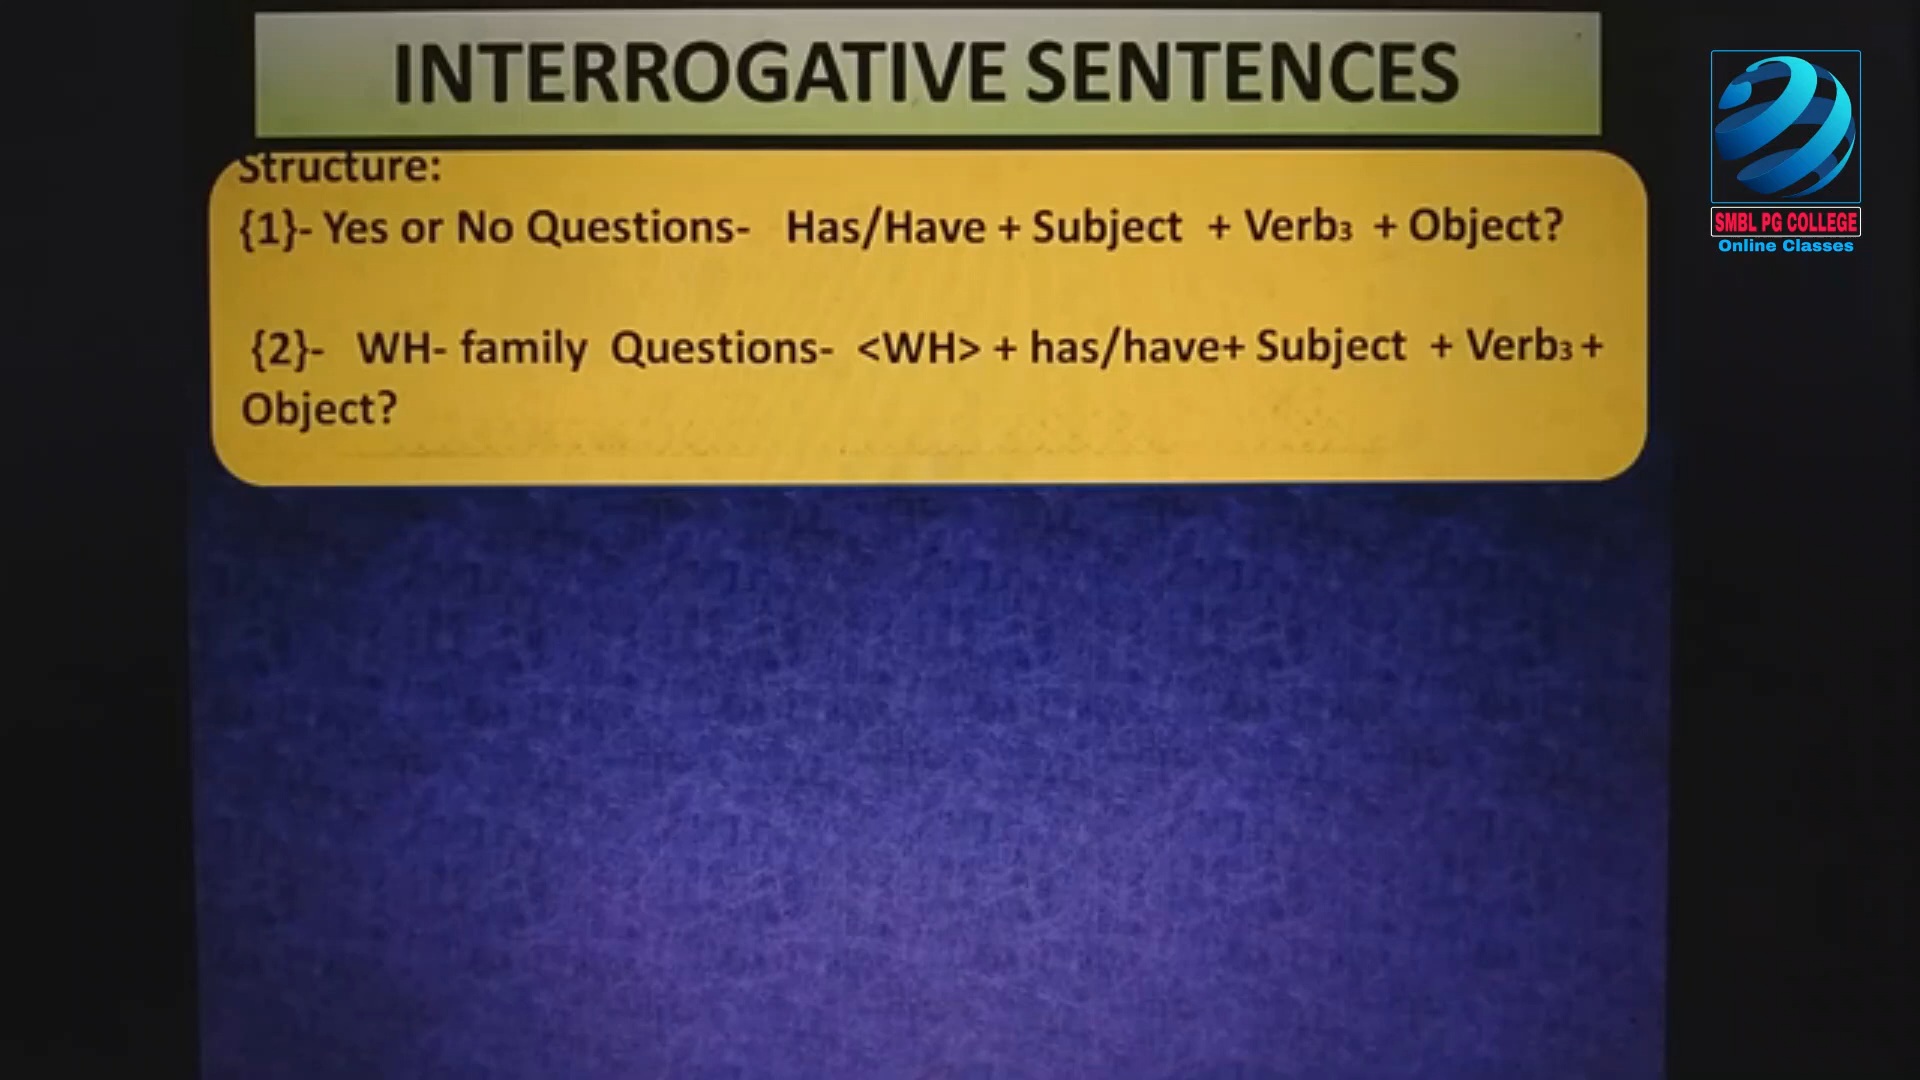 INTERROGATIVE SENTENCES
Structure:
{1}- Yes or No Questions- Has/Have + Subject + Verb₃ + Object?
{2}- WH- family Questions- <WH> + has/have+ Subject + Verb₃ +
Object?
SMBL PG COLLEGE
Online Classes